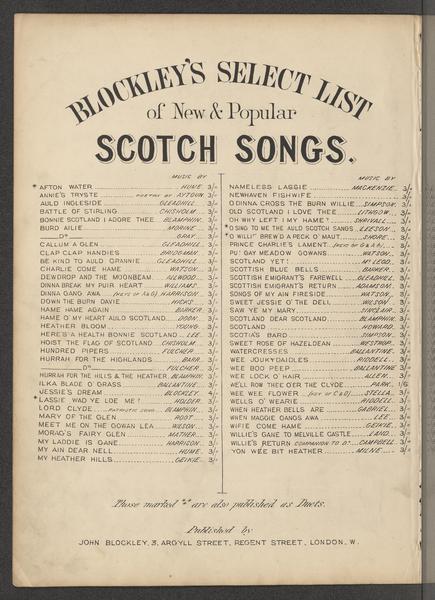 BLOCKLEY'S SELECT LIST
of New & Popular
SCOTCH SONGS.
MUSIC BY
* AFTON WATER HUME. 3/-
ANNIE'S TRYSTE POETRY BY AYTOUN 3/-
AULD INGLESIDE GLEADHILL. 3/-
BATTLE OF STIRLING CHISHOLM. 3/-
BONNIE SCOTLAND I ADORE THEE BLAMPHIN. 3/-
BURD AILIE MORINE. 3/-
Do GRAY. 3/-
CALLUM A'GLEN GLEADHILL. 3/-
CLAP CLAP HANDIES BRUGMAN. 3/-
BE KIND TO AULD GRANNIE GLEADHILL. 3/-
CHARLIE COME HAME WATSON. 3/-
DEWDROP AND THE MOONBEAM GILWOOD. 3/-
DINNA BREAK MY PUIR HEART WILLIAMS. 3/-
DINNA GANG AWA HARRISON. 3/-
DOWN THE BURN DAVIE HOOK. 3/-
HAME HAME AGAIN BARKER. 3/-
HAME O' MY HEART AULD SCOTLAND 3/-
HEATHER BLOOM YOUNG. 3/-
HERE'S A HEALTH BONNIE SCOTLAND LEE. 3/-
HOIST THE FLAG OF SCOTLAND CHISHOLM. 3/-
HUNDRED PIPERS FULCHER. 3/-
HURRAH FOR THE HIGHLANDS BARR. 3/-
Do FULCHER. 3/-
HURRAH FOR THE HILLS & THE HEATHER BLAMPHIN. 3/-
ILKA BLADE O' GRASS BALLANTINE. 3/-
JESSIE'S DREAM BLOCKLEY. 4/-
* LASSIE WAD YE LO'E ME? HOLDER. 3/-
LORD CLYDE PATRIOTIC SONG BLAMPHIN. 3/-
MARY OF THE GLEN ROOT. 3/-
MEET ME ON THE GOWAN LEA WILSON. 3/-
MORAG'S FAIRY GLEN MATHER. 3/-
MY LADDIE IS GANE HARRISON. 3/-
MY AIN DEAR NELL HUME. 3/-
MY HEATHER HILLS GEIKIE. 3/-
MUSIC BY
NAMELESS LASSIE MACKENZIE. 3/-
NEWHAVEN FISHWIFE 3/-
O DINNA CROSS THE BURN WILLIE SIMPSON. 3/-
OLD SCOTLAND I LOVE THEE LITHGOW. 3/-
OH WHY LEFT I MY HAME? SHRIVALL. 3/-
* O SING TO ME THE AULD SCOTCH SANGS LEESON. 3/-
* O WILLIE BREW'D A PECK O' MAUT SHORE. 3/-
PRINCE CHARLIE'S LAMENT 3/-
PU' GAY MEADOW GOWANS WATSON. 3/-
SCOTLAND YET! McLEOD. 3/-
SCOTTISH BLUE BELLS BARKER. 3/-
SCOTTISH EMIGRANT'S FAREWELL GLEADHILL. 3/-
SCOTTISH EMIGRANT'S RETURN ADAMSON. 3/-
SONGS OF MY AIN FIRESIDE WATSON. 3/-
SWEET JESSIE O' THE DELL WILSON. 3/-
SAW YE MY MARY SINCLAIR. 3/-
SCOTLAND DEAR SCOTLAND BLAMPHIN. 3/-
SCOTLAND HOWARD. 3/-
SCOTIA'S BARD SIMPSON. 3/-
SWEET ROSE OF HAZELDEAN WESTROP. 3/-
WATERCRESSES BALLANTINE. 3/-
WEE JOUKYDAIDLES RIDDELL. 3/-
WEE BOO PEEP BALLANTINE 3/-
WEE LOCK O' HAIR ALLEN. 3/-
WE'LL ROW THEE O'ER THE CLYDE PARK. 1/6
WEE WEE FLOWER (KEY OF C & D) STELLA. 3/-
WELLS O' WEARIE RIDDELL. 3/-
WHEN HEATHER BELLS ARE GABRIEL. 3/-
WHEN MAGGIE GANGS AWA LEE. 3/-
WIFIE COME HAME GEIKIE. 3/-
WILLIE'S GANE TO MELVILLE CASTLE LAND. 3/-
WILLIE'S RETURN COMPANION TO Do CAMPBELL. 3/-
YON WEE BIT HEATHER MILNE. 3/-
Those marked "*" are also published as Duets.
Published by
JOHN BLOCKLEY, 3, ARGYLL STREET, REGENT STREET, LONDON, W.